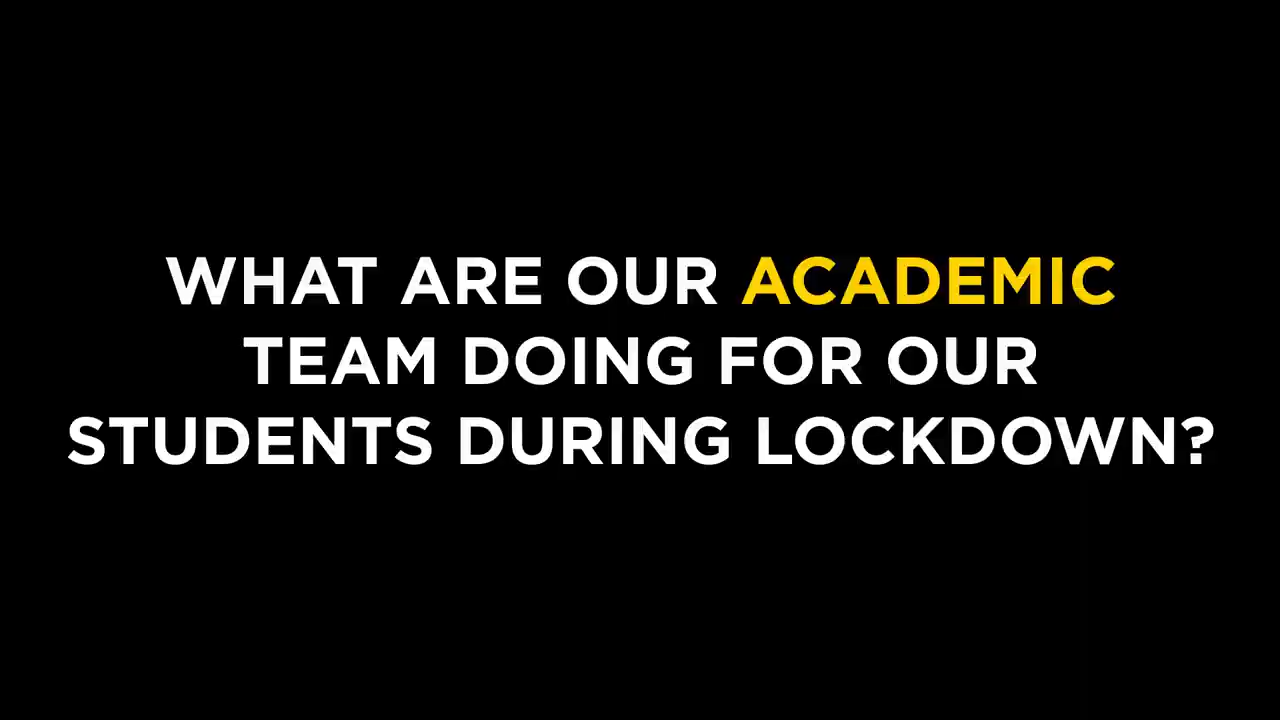 WHAT ARE OUR ACADEMIC
TEAM DOING FOR OUR
STUDENTS DURING LOCKDOWN?